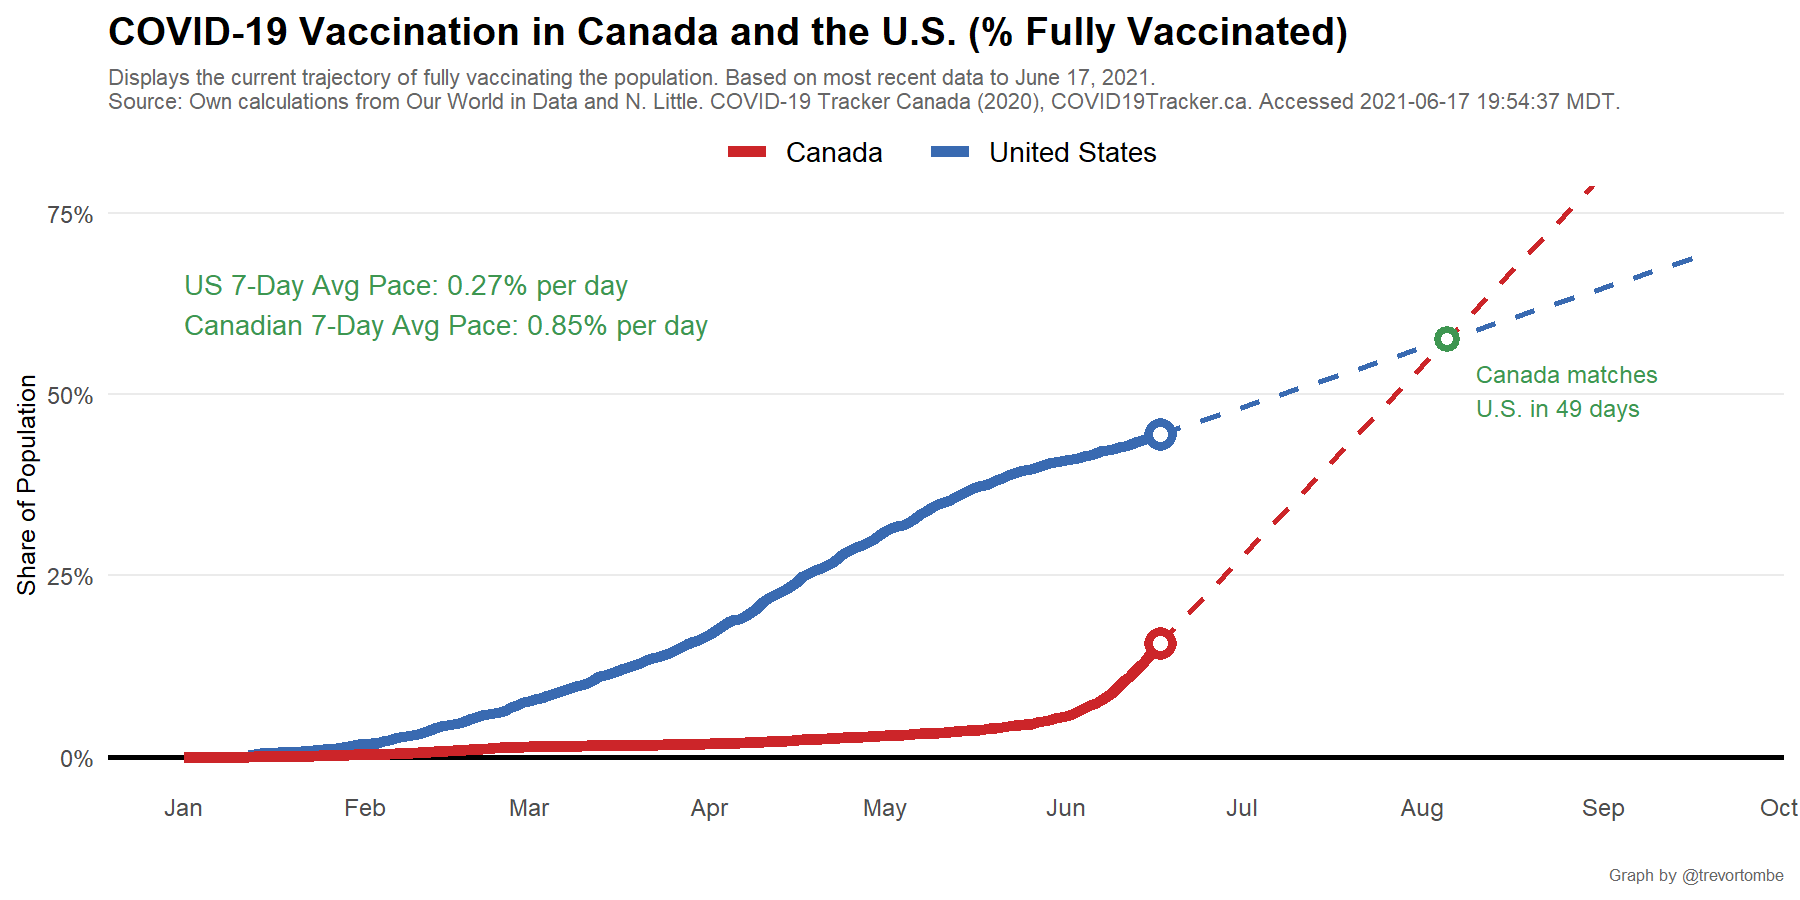 COVID-19 Vaccination in Canada and the U.S. (% Fully Vaccinated)
Displays the current trajectory of fully vaccinating the population. Based on most recent data to June 17, 2021.
Source: Own calculations from Our World in Data and N. Little. COVID-19 Tracker Canada (2020), COVID19Tracker.ca. Accessed 2021-06-17 19:54:37 MDT.
Canada
United States
Share of Population
75%
50%
25%
0%
US 7-Day Avg Pace: 0.27% per day
Canadian 7-Day Avg Pace: 0.85% per day
Canada matches
U.S. in 49 days
Jan
Feb
Mar
Apr
May
Jun
Jul
Aug
Sep
Oct
Graph by @trevortombe